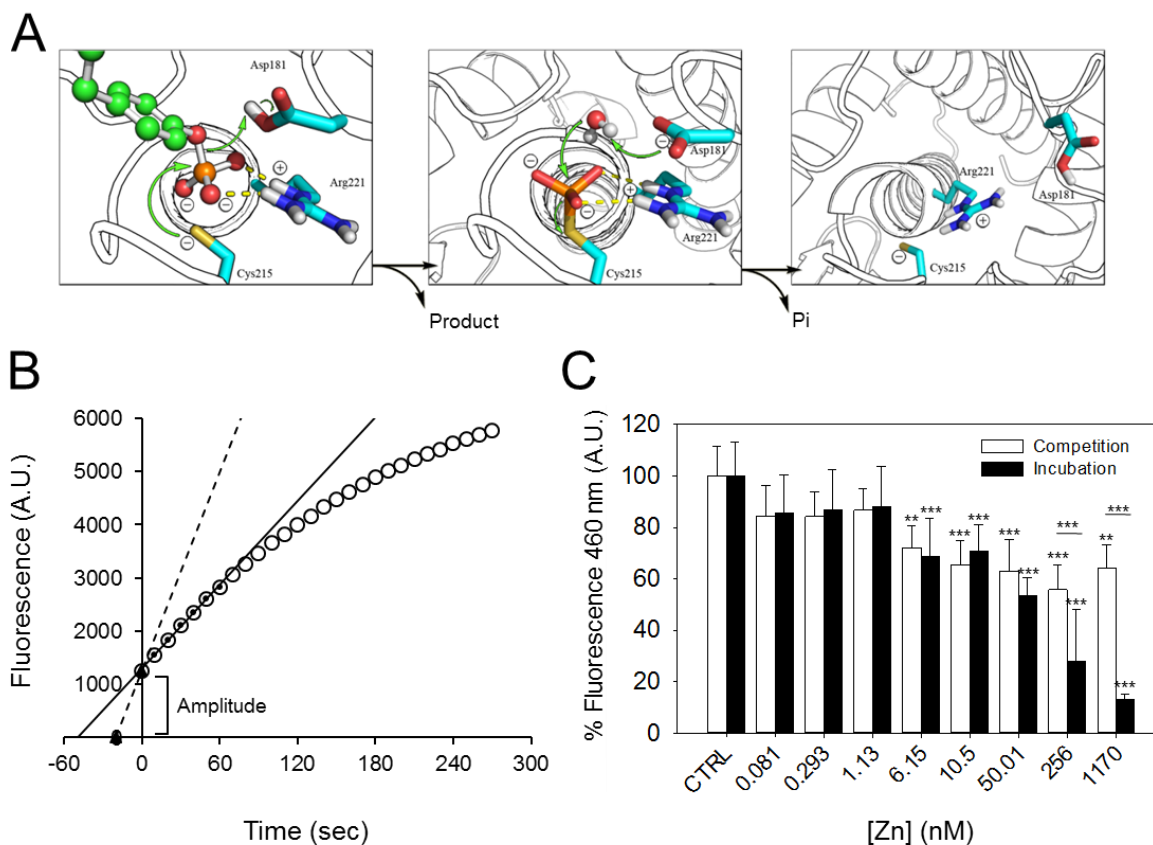 A
Asp181
Arg221
Cys215
Asp181
Arg221
Cys215
Arg221
Asp181
Cys215
Product
Pi
B
Fluorescence (A.U.)
6000
5000
4000
3000
2000
1000
0
Amplitude
-60 0 60 120 180 240 300
Time (sec)
C
% Fluorescence 460 nm (A.U.)
120
100
80
60
40
20
0
Competition
Incubation
** *** *** *** *** *** *** *** *** ** *** ***
CTRL 0.081 0.293 1.13 6.15 10.5 50.01 256 1170
[Zn] (nM)